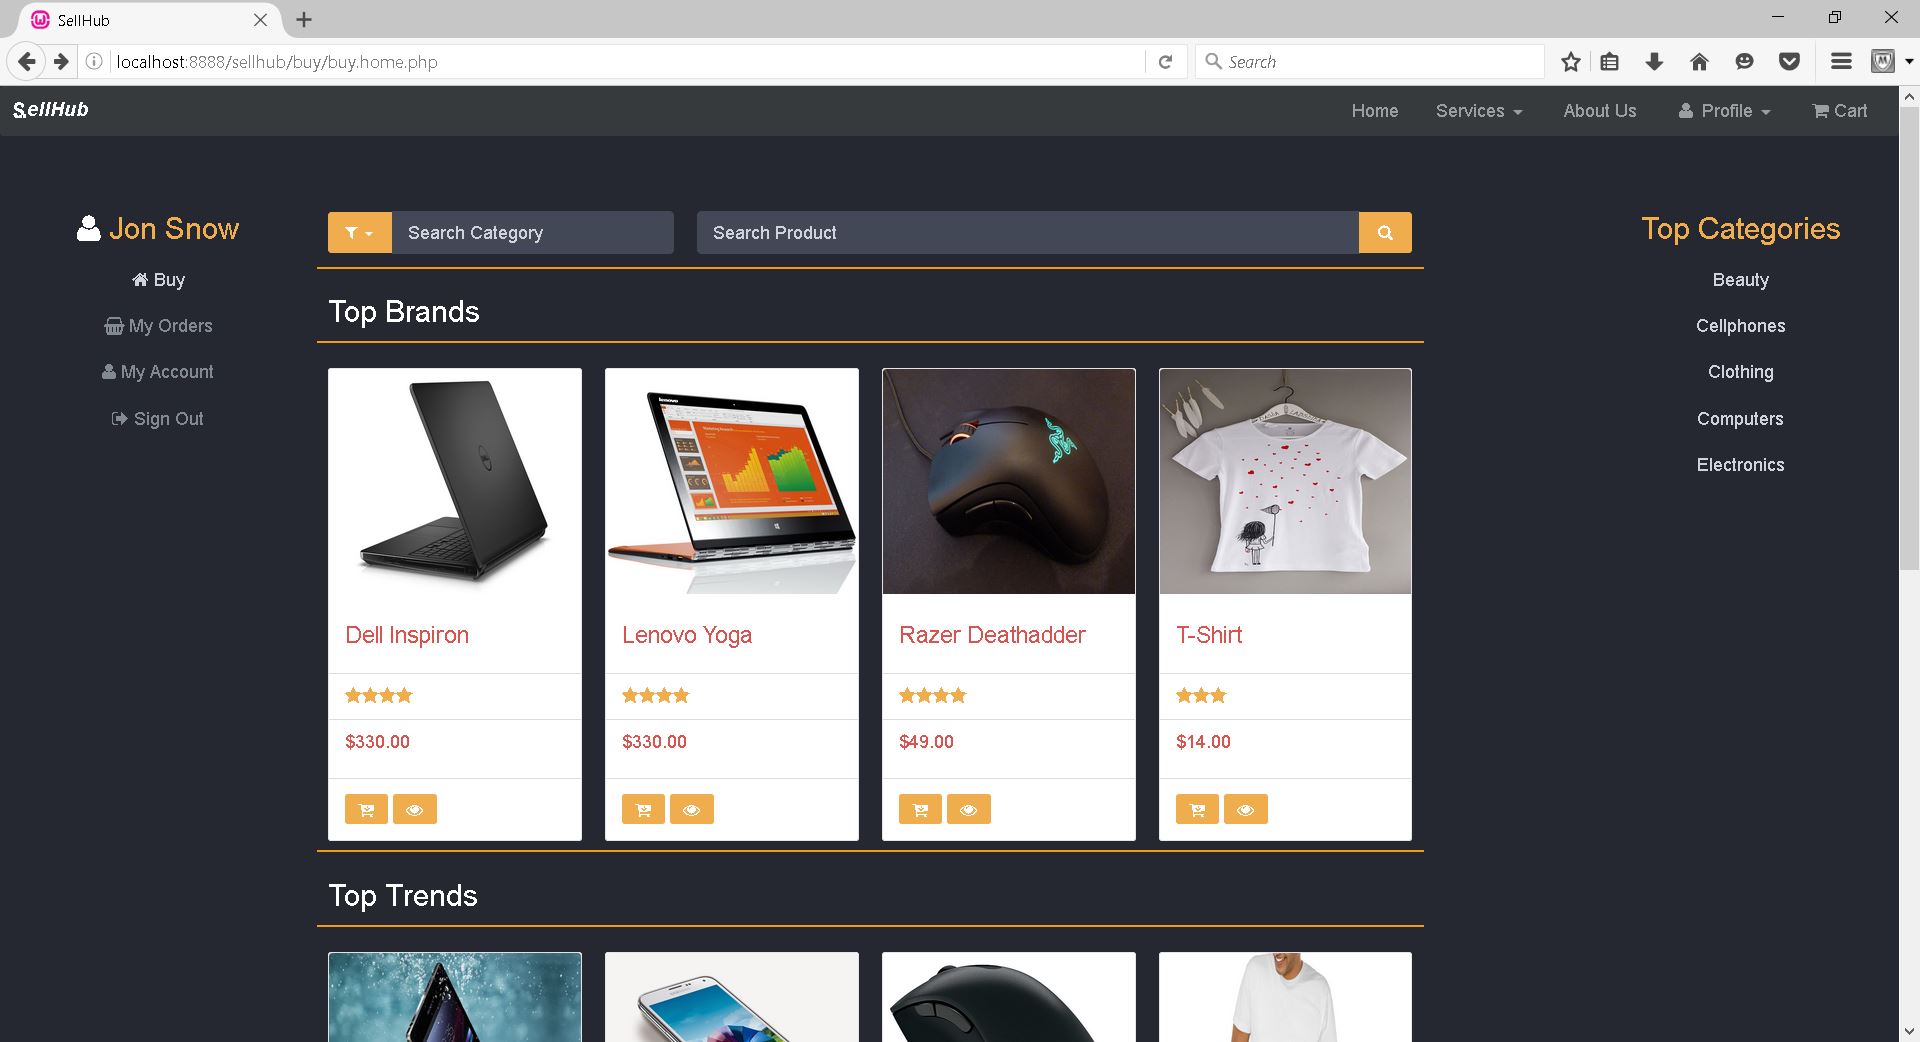 SellHub
localhost:8888/sellhub/buy/buy.home.php
Search
SellHub
Home Services About Us Profile Cart
Jon Snow
Buy
My Orders
My Account
Sign Out
Search Category
Search Product
Top Categories
Beauty
Cellphones
Clothing
Computers
Electronics
Top Brands
lenovo
Dell Inspiron
$330.00
Lenovo Yoga
$330.00
Razer Deathadder
$49.00
T-Shirt
$14.00
Top Trends